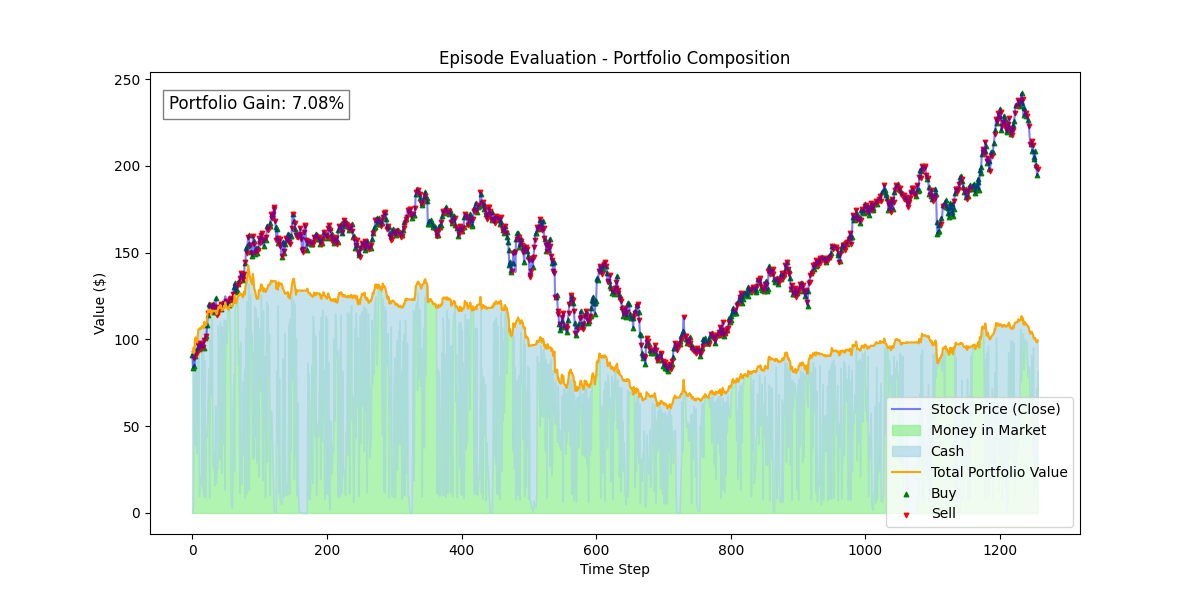 Episode Evaluation - Portfolio Composition
Portfolio Gain: 7.08%
Value ($)
250
200
150
100
50
0
0 200 400 600 800 1000 1200
Time Step
Stock Price (Close)
Money in Market
Cash
Total Portfolio Value
Buy
Sell